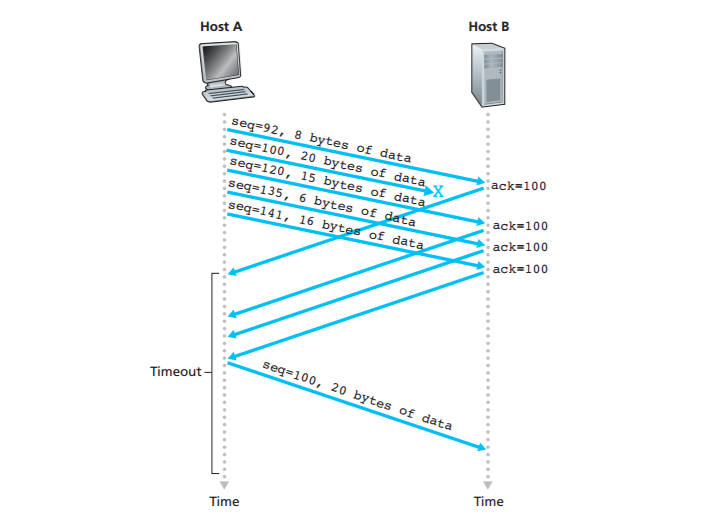 Host A
Host B
seq=92, 8 bytes of data
seq=100, 20 bytes of data
X
seq=120, 15 bytes of data
seq=135, 6 bytes of data
seq=141, 16 bytes of data
ack=100
ack=100
ack=100
ack=100
Timeout
seq=100, 20 bytes of data
Time
Time